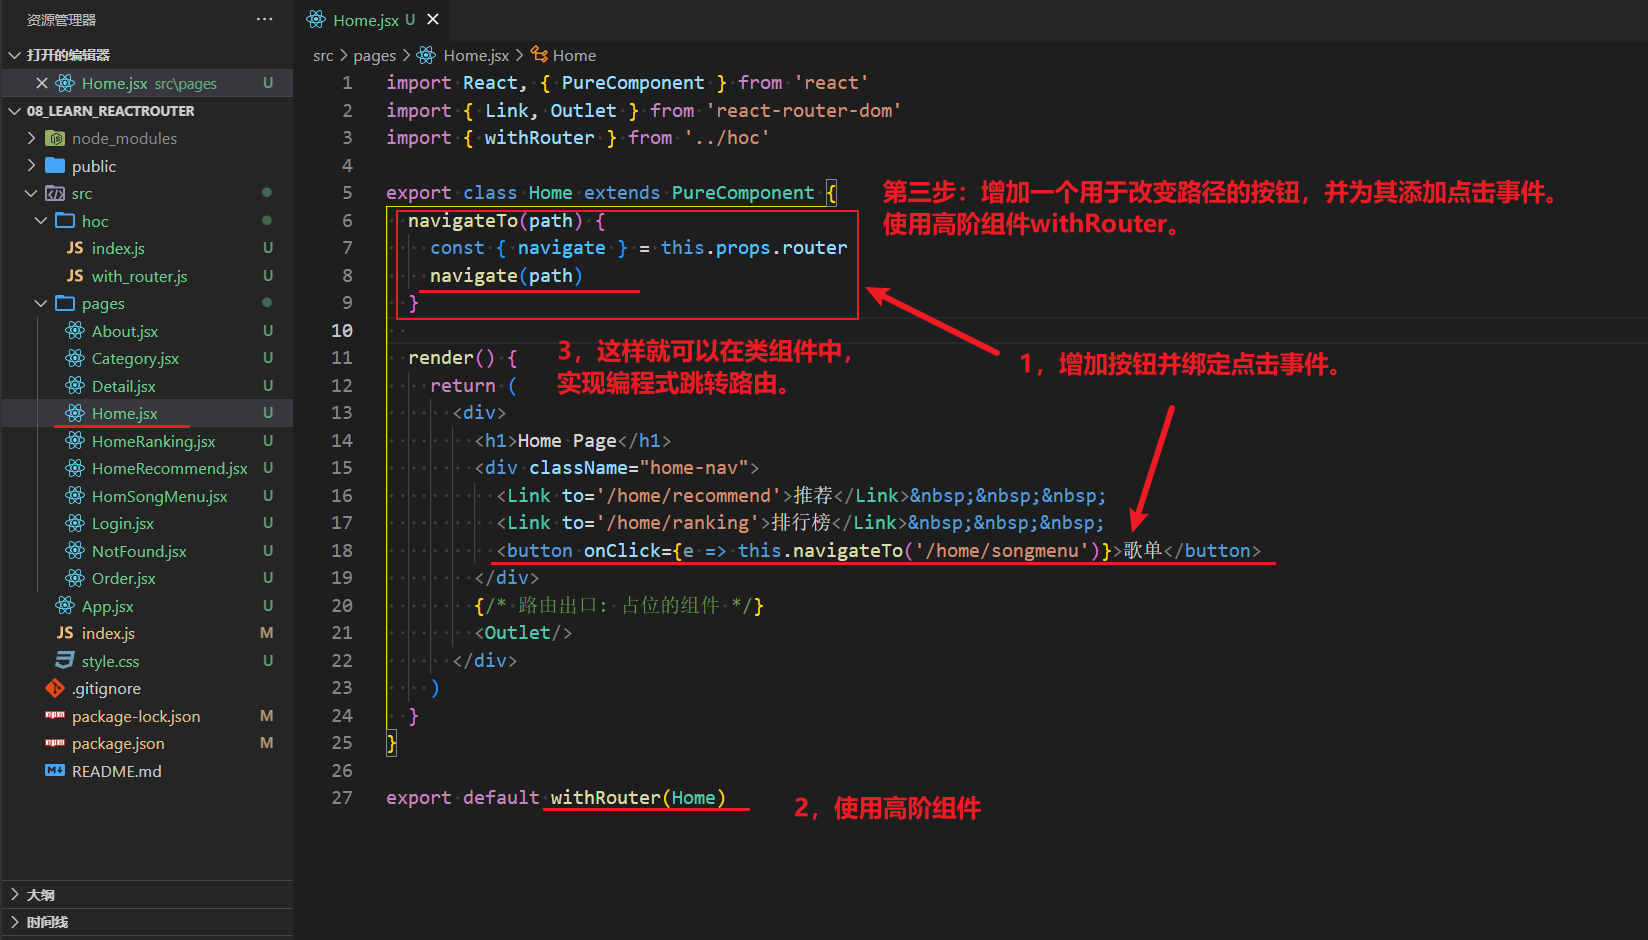 资源管理器 ···
打开的编辑器
Home.jsx src\pages U
08_LEARN_REACTROUTER
node_modules
public
src
hoc
JS index.js U
JS with_router.js U
pages
About.jsx U
Category.jsx U
Detail.jsx U
Home.jsx U
HomeRanking.jsx U
HomeRecommend.jsx U
HomSongMenu.jsx U
Login.jsx U
NotFound.jsx U
Order.jsx U
App.jsx U
JS index.js M
style.css U
.gitignore
npm package-lock.json M
npm package.json M
M README.md
大纲
时间线
Home.jsx U
src > pages > Home.jsx > Home
1 import React, { PureComponent } from 'react'
2 import { Link, Outlet } from 'react-router-dom'
3 import { withRouter } from '../hoc'
4
5 export class Home extends PureComponent {
6 navigateTo(path) {
7 const { navigate } = this.props.router
8 navigate(path)
9 }
10
11 render() {
12 return (
13 <div>
14 <h1>Home Page</h1>
15 <div className="home-nav">
16 <Link to='/home/recommend'>推荐</Link>&nbsp;&nbsp;&nbsp;
17 <Link to='/home/ranking'>排行榜</Link>&nbsp;&nbsp;&nbsp;
18 <button onClick={e => this.navigateTo('/home/songmenu')}>歌单</button>
19 </div>
20 {/* 路由出口: 占位的组件 */}
21 <Outlet/>
22 </div>
23 )
24 }
25 }
26
27 export default withRouter(Home)
第三步：增加一个用于改变路径的按钮，并为其添加点击事件。
使用高阶组件withRouter。
1，增加按钮并绑定点击事件。
3，这样就可以在类组件中，
实现编程式跳转路由。
2，使用高阶组件